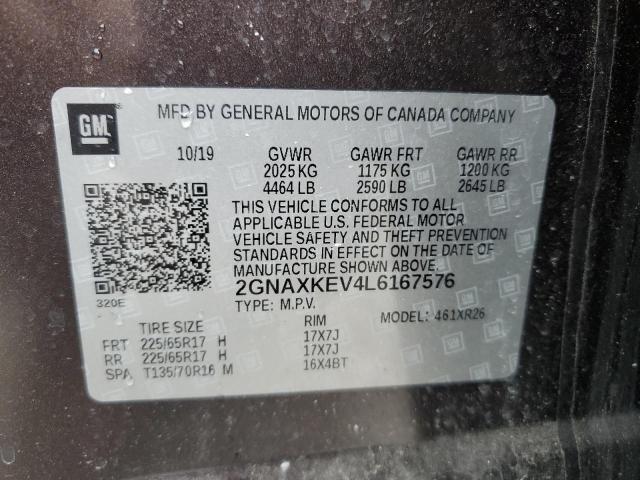 GM
MFD BY GENERAL MOTORS OF CANADA COMPANY
10/19 GVWR GAWR FRT GAWR RR
2025 KG 1175 KG 1200 KG
4464 LB 2590 LB 2645 LB
THIS VEHICLE CONFORMS TO ALL
APPLICABLE U.S. FEDERAL MOTOR
VEHICLE SAFETY AND THEFT PREVENTION
STANDARDS IN EFFECT ON THE DATE OF
MANUFACTURE SHOWN ABOVE.
320E
2GNAXKEV4L6167576
TYPE: M.P.V. MODEL: 461XR26
TIRE SIZE RIM
FRT 225/65R17 H 17X7J
RR 225/65R17 H 17X7J
SPA T135/70R16 M 16X4BT